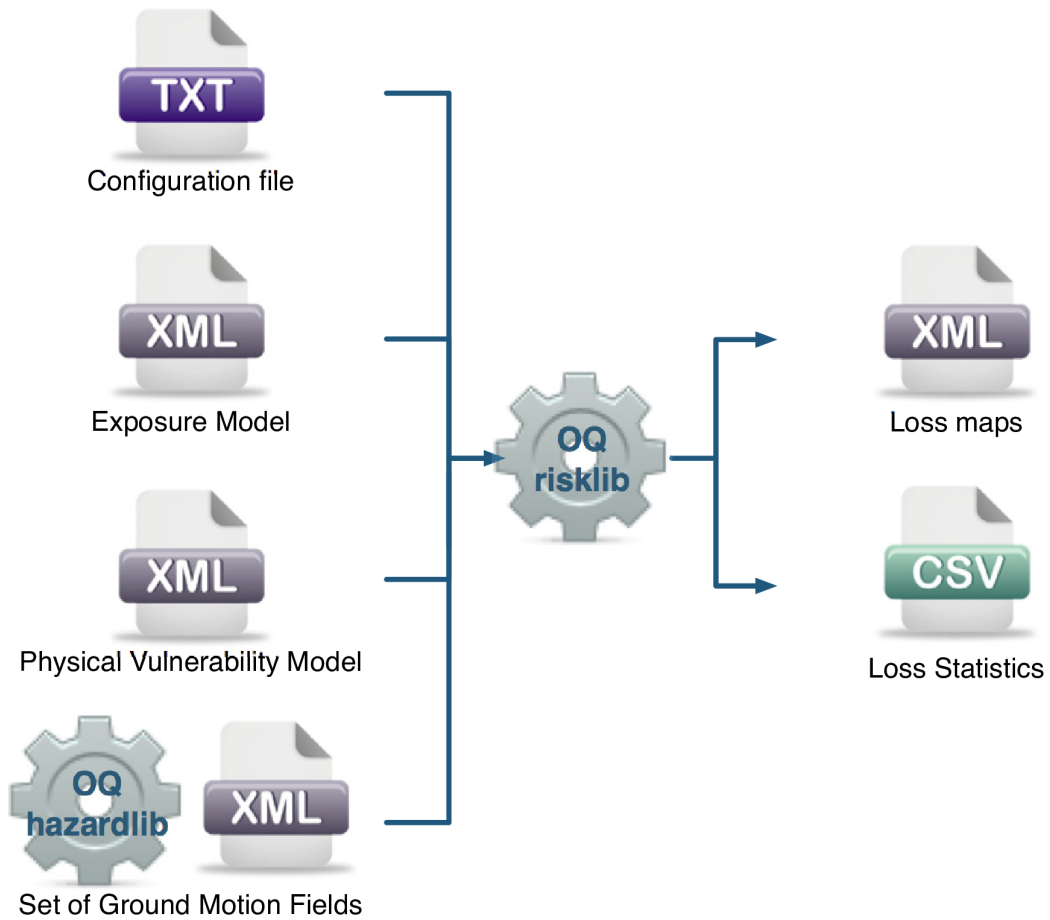 TXT
Configuration file
XML
Exposure Model
XML
Physical Vulnerability Model
OQ
hazardlib
XML
Set of Ground Motion Fields
OQ
risklib
XML
Loss maps
CSV
Loss Statistics